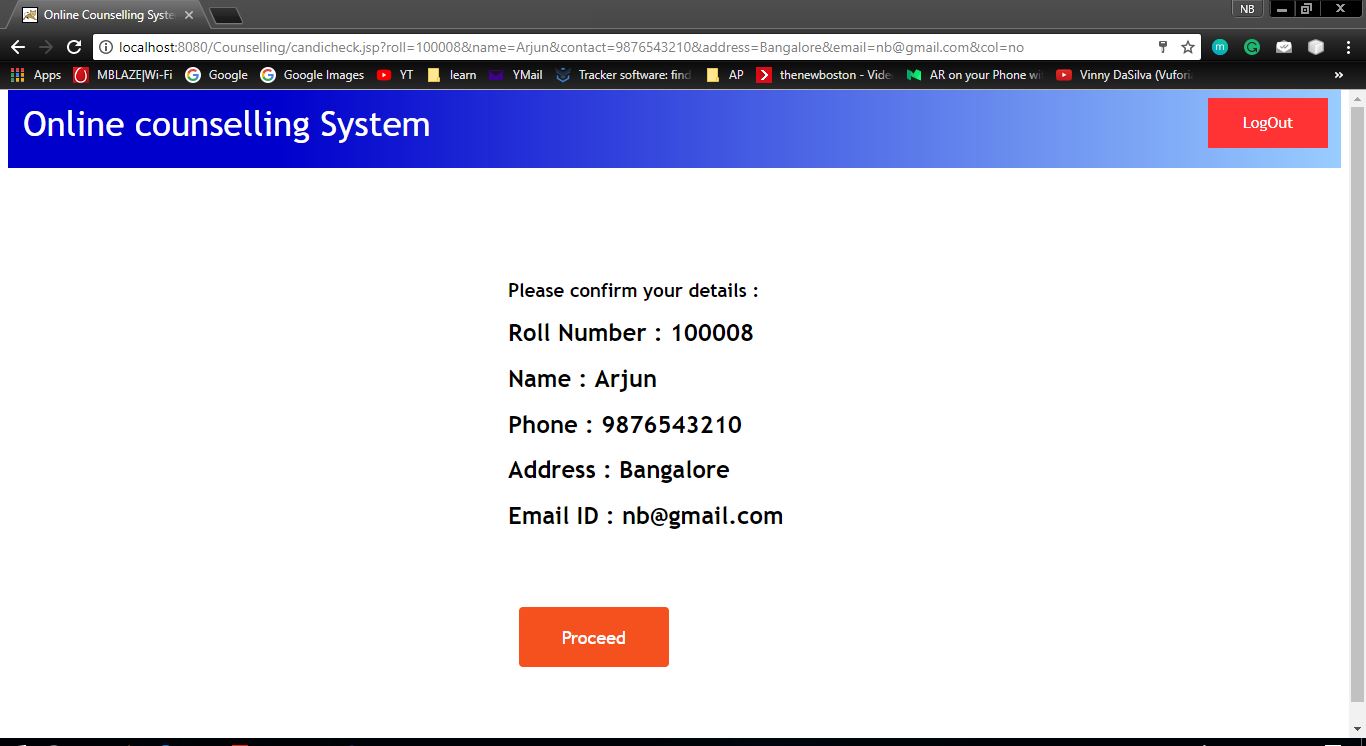 Online Counselling Syste
NB
localhost:8080/Counselling/candicheck.jsp?roll=100008&name=Arjun&contact=9876543210&address=Bangalore&email=nb@gmail.com&col=no
Apps MBLAZE|Wi-Fi Google Google Images YT learn YMail Tracker software: find AP thenewboston - Vide AR on your Phone wi Vinny DaSilva (Vufori »
Online counselling System
LogOut
Please confirm your details :
Roll Number : 100008
Name : Arjun
Phone : 9876543210
Address : Bangalore
Email ID : nb@gmail.com
Proceed